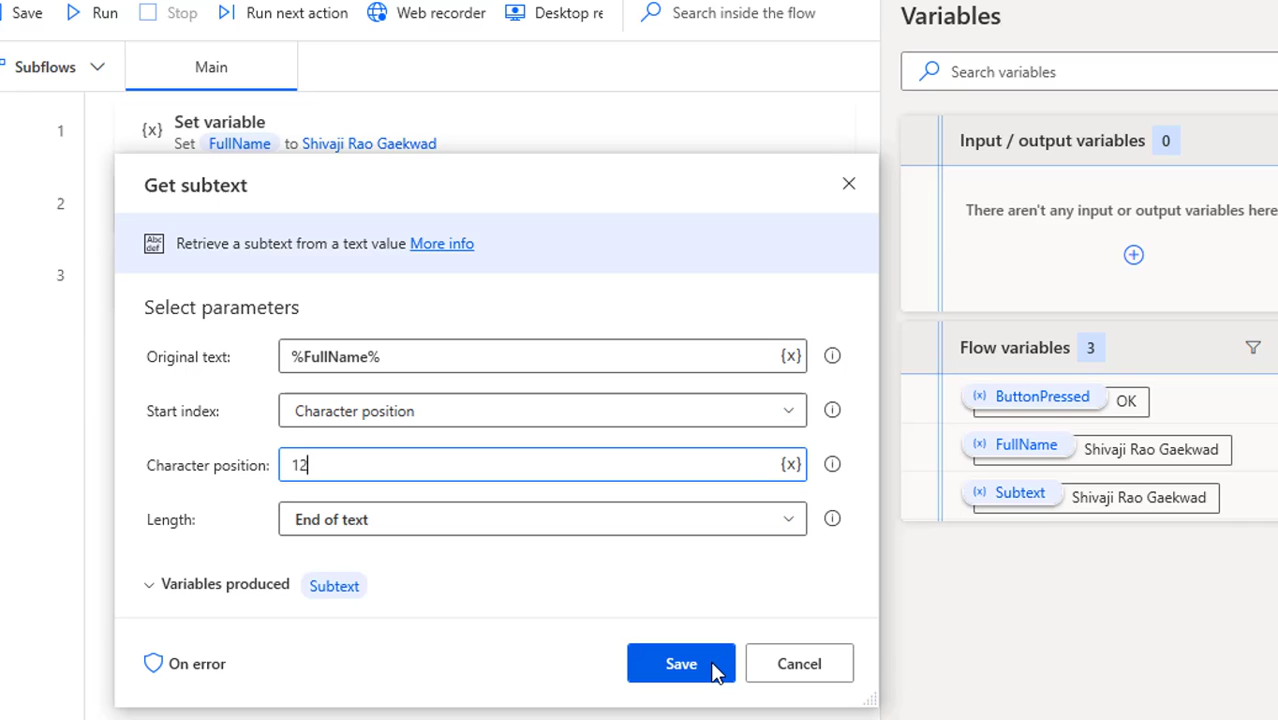 Save Run Stop Run next action Web recorder Desktop re Search inside the flow
Variables
Subflows Main
Search variables
1 {x} Set variable
Set FullName to Shivaji Rao Gaekwad
Input / output variables 0
Get subtext
2
There aren't any input or output variables here
Abc def Retrieve a subtext from a text value More info
3
Select parameters
Original text: %FullName% {x}
Flow variables 3
Start index: Character position
(x) ButtonPressed OK
(x) FullName Shivaji Rao Gaekwad
Character position: 12 {x}
(x) Subtext Shivaji Rao Gaekwad
Length: End of text
Variables produced Subtext
On error Save Cancel